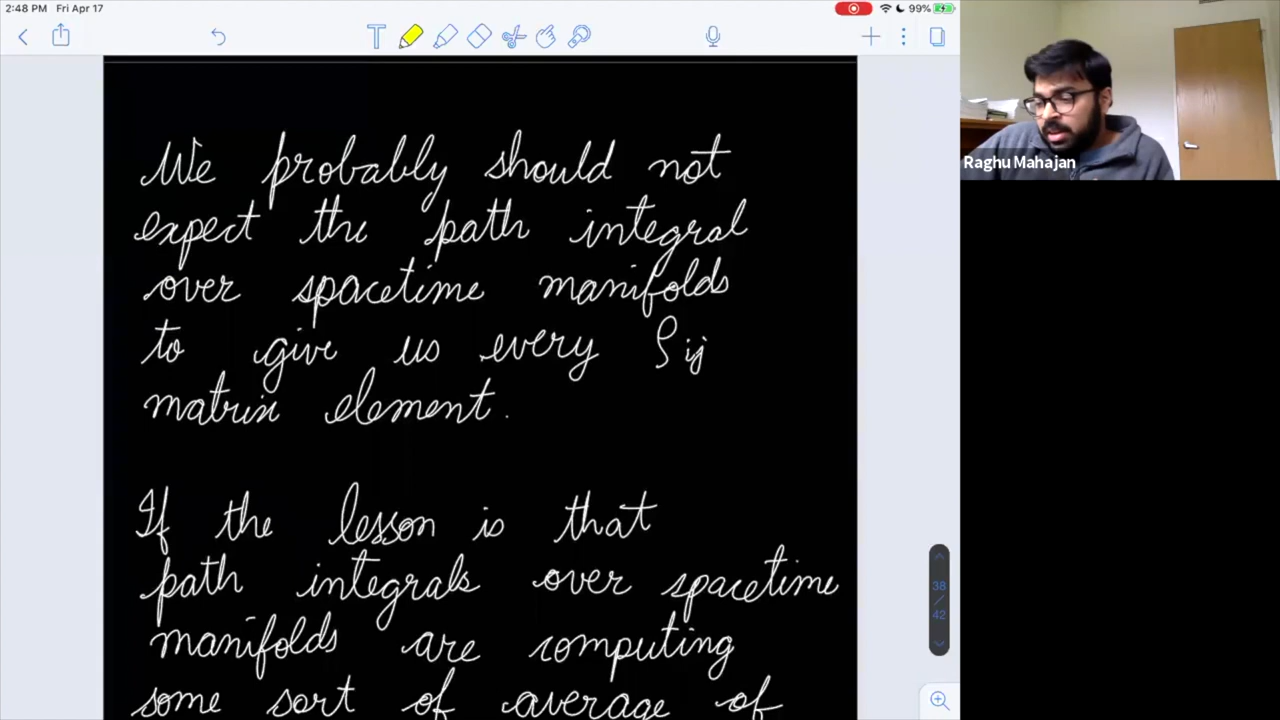 2:48 PM Fri Apr 17
99%
We probably should not
expect the path integral
over spacetime manifolds
to give us every ρij
matrix element.
If the lesson is that
path integrals over spacetime
manifolds are computing
some sort of average of
38
/
42
Raghu Mahajan